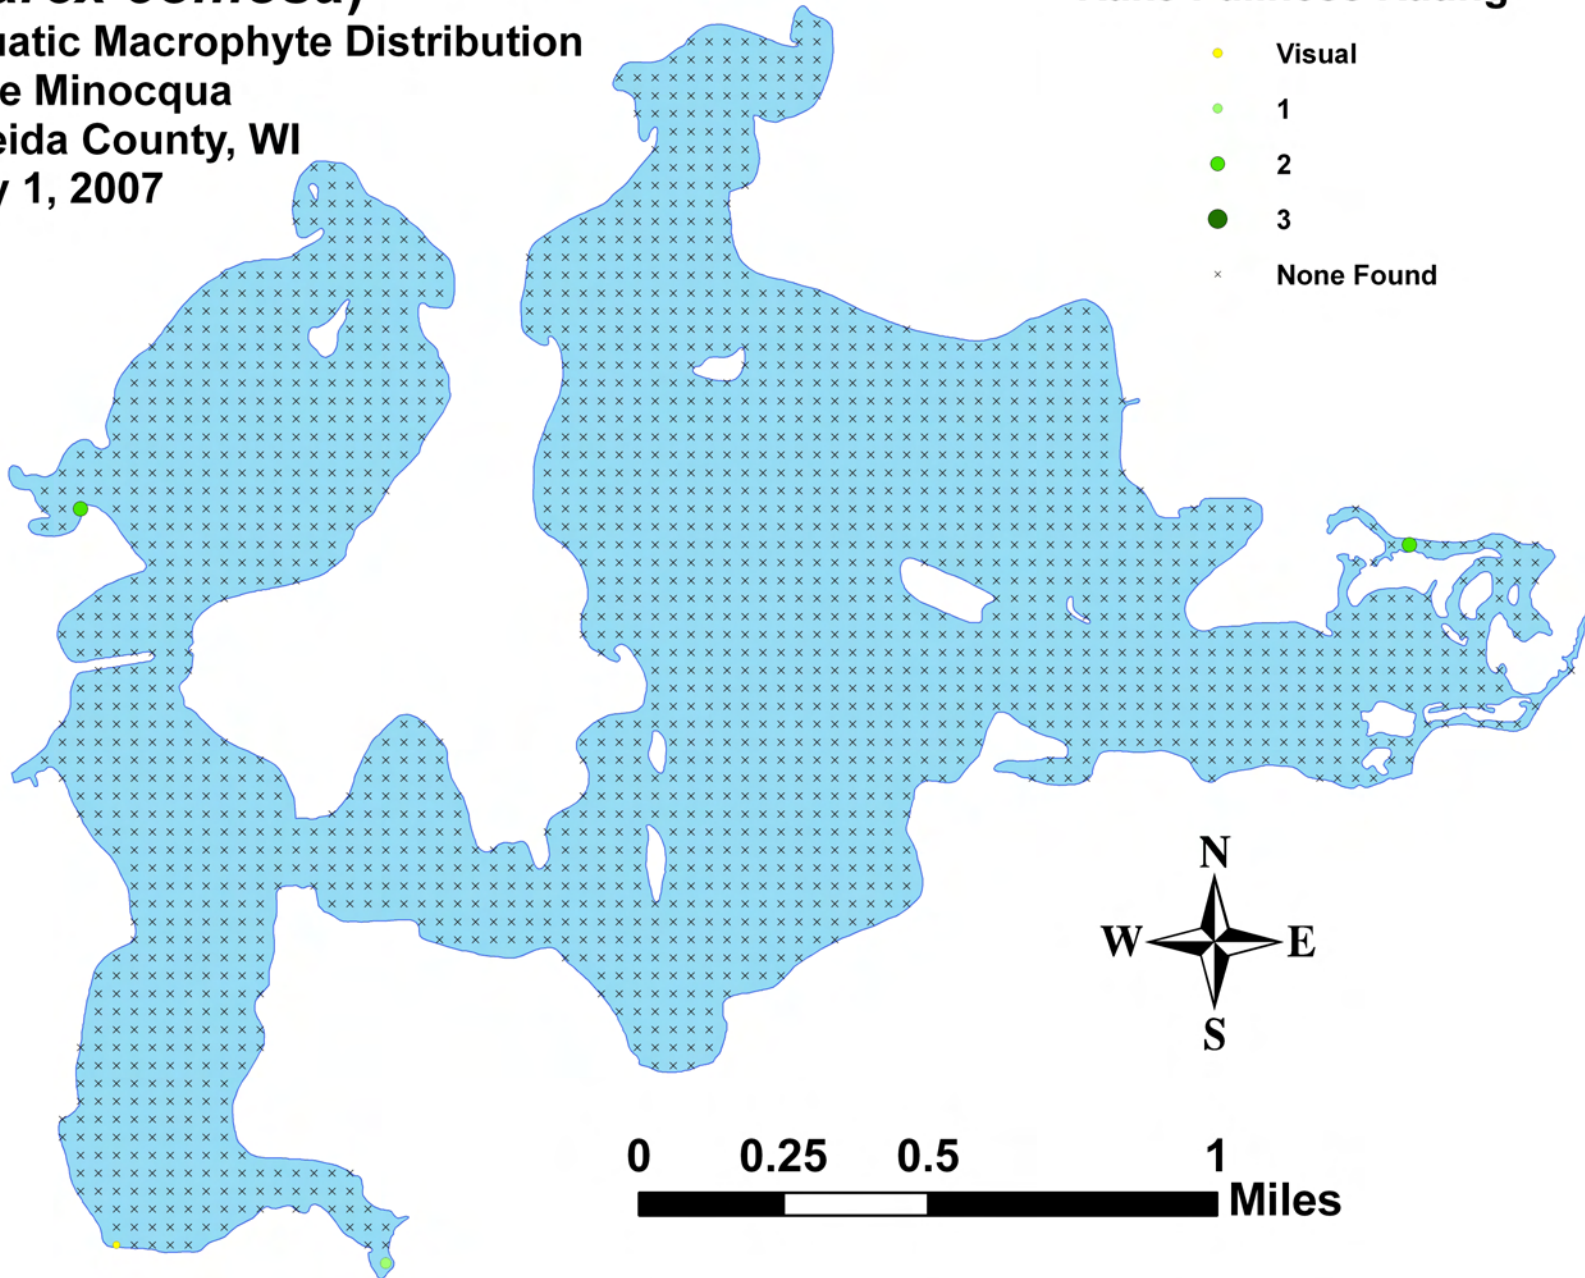 uatic Macrophyte Distribution
e Minocqua
eida County, WI
y 1, 2007
Visual
1
2
3
None Found
N
W
E
S
0 0.25 0.5 1
Miles